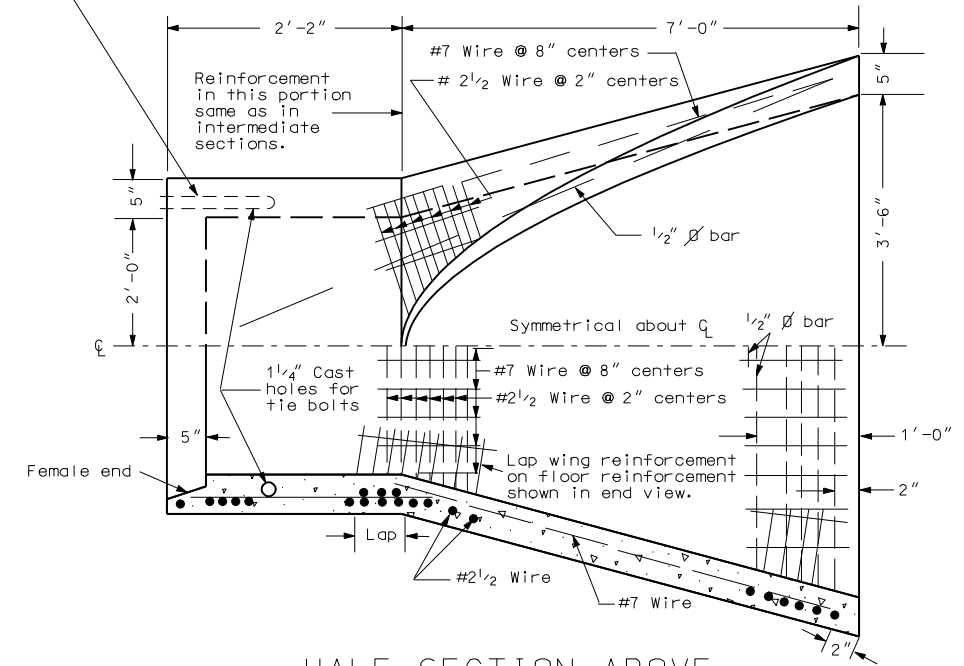 2'-2"
7'-0"
#7 Wire @ 8" centers
# 2 1/2 Wire @ 2" centers
Reinforcement
in this portion
same as in
intermediate
sections.
5"
5"
2'-0"
3'-6"
1/2" Ø bar
Symmetrical about ℄
1/2" Ø bar
℄
#7 Wire @ 8" centers
1 1/4" Cast
holes for
tie bolts
#2 1/2 Wire @ 2" centers
5"
1'-0"
Female end
Lap wing reinforcement
on floor reinforcement
shown in end view.
2"
Lap
#2 1/2 Wire
#7 Wire
2"
HALF SECTION ABOVE